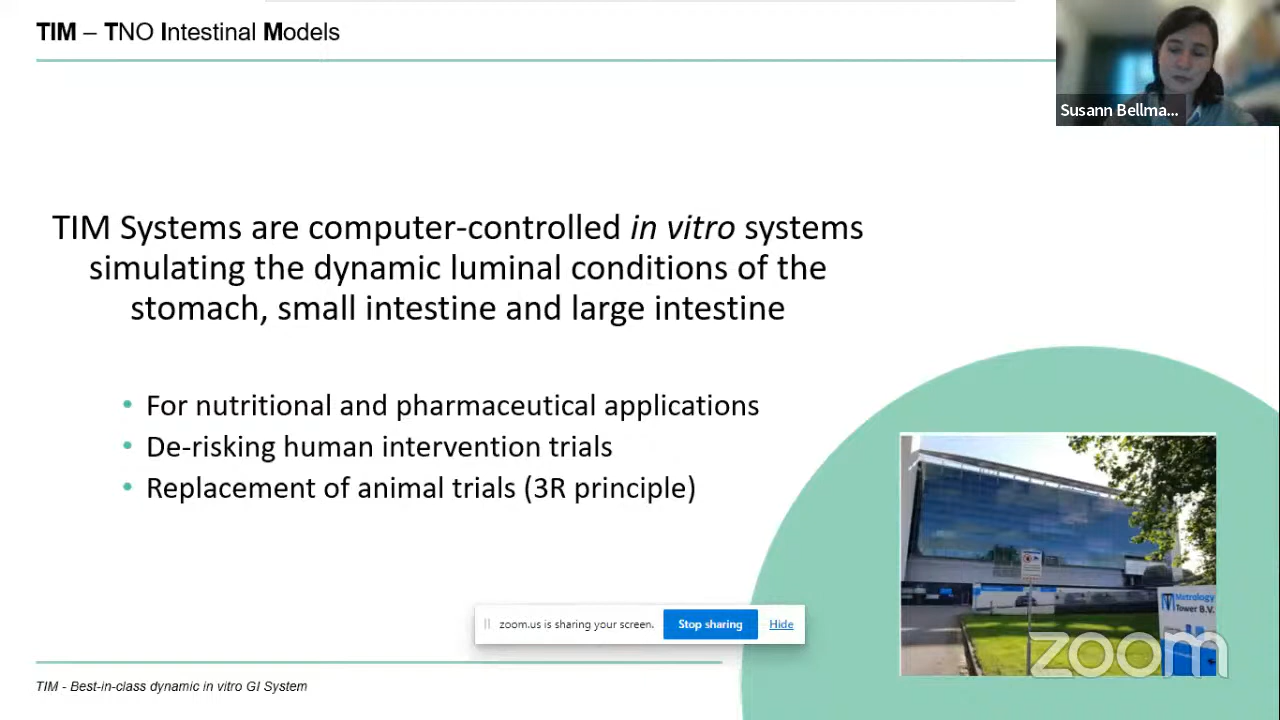 TIM – TNO Intestinal Models
Susann Bellma...
TIM Systems are computer-controlled in vitro systems
simulating the dynamic luminal conditions of the
stomach, small intestine and large intestine
• For nutritional and pharmaceutical applications
• De-risking human intervention trials
• Replacement of animal trials (3R principle)
Metrology
Tower B.V.
zoom.us is sharing your screen.
Stop sharing
Hide
zoom
TIM - Best-in-class dynamic in vitro GI System